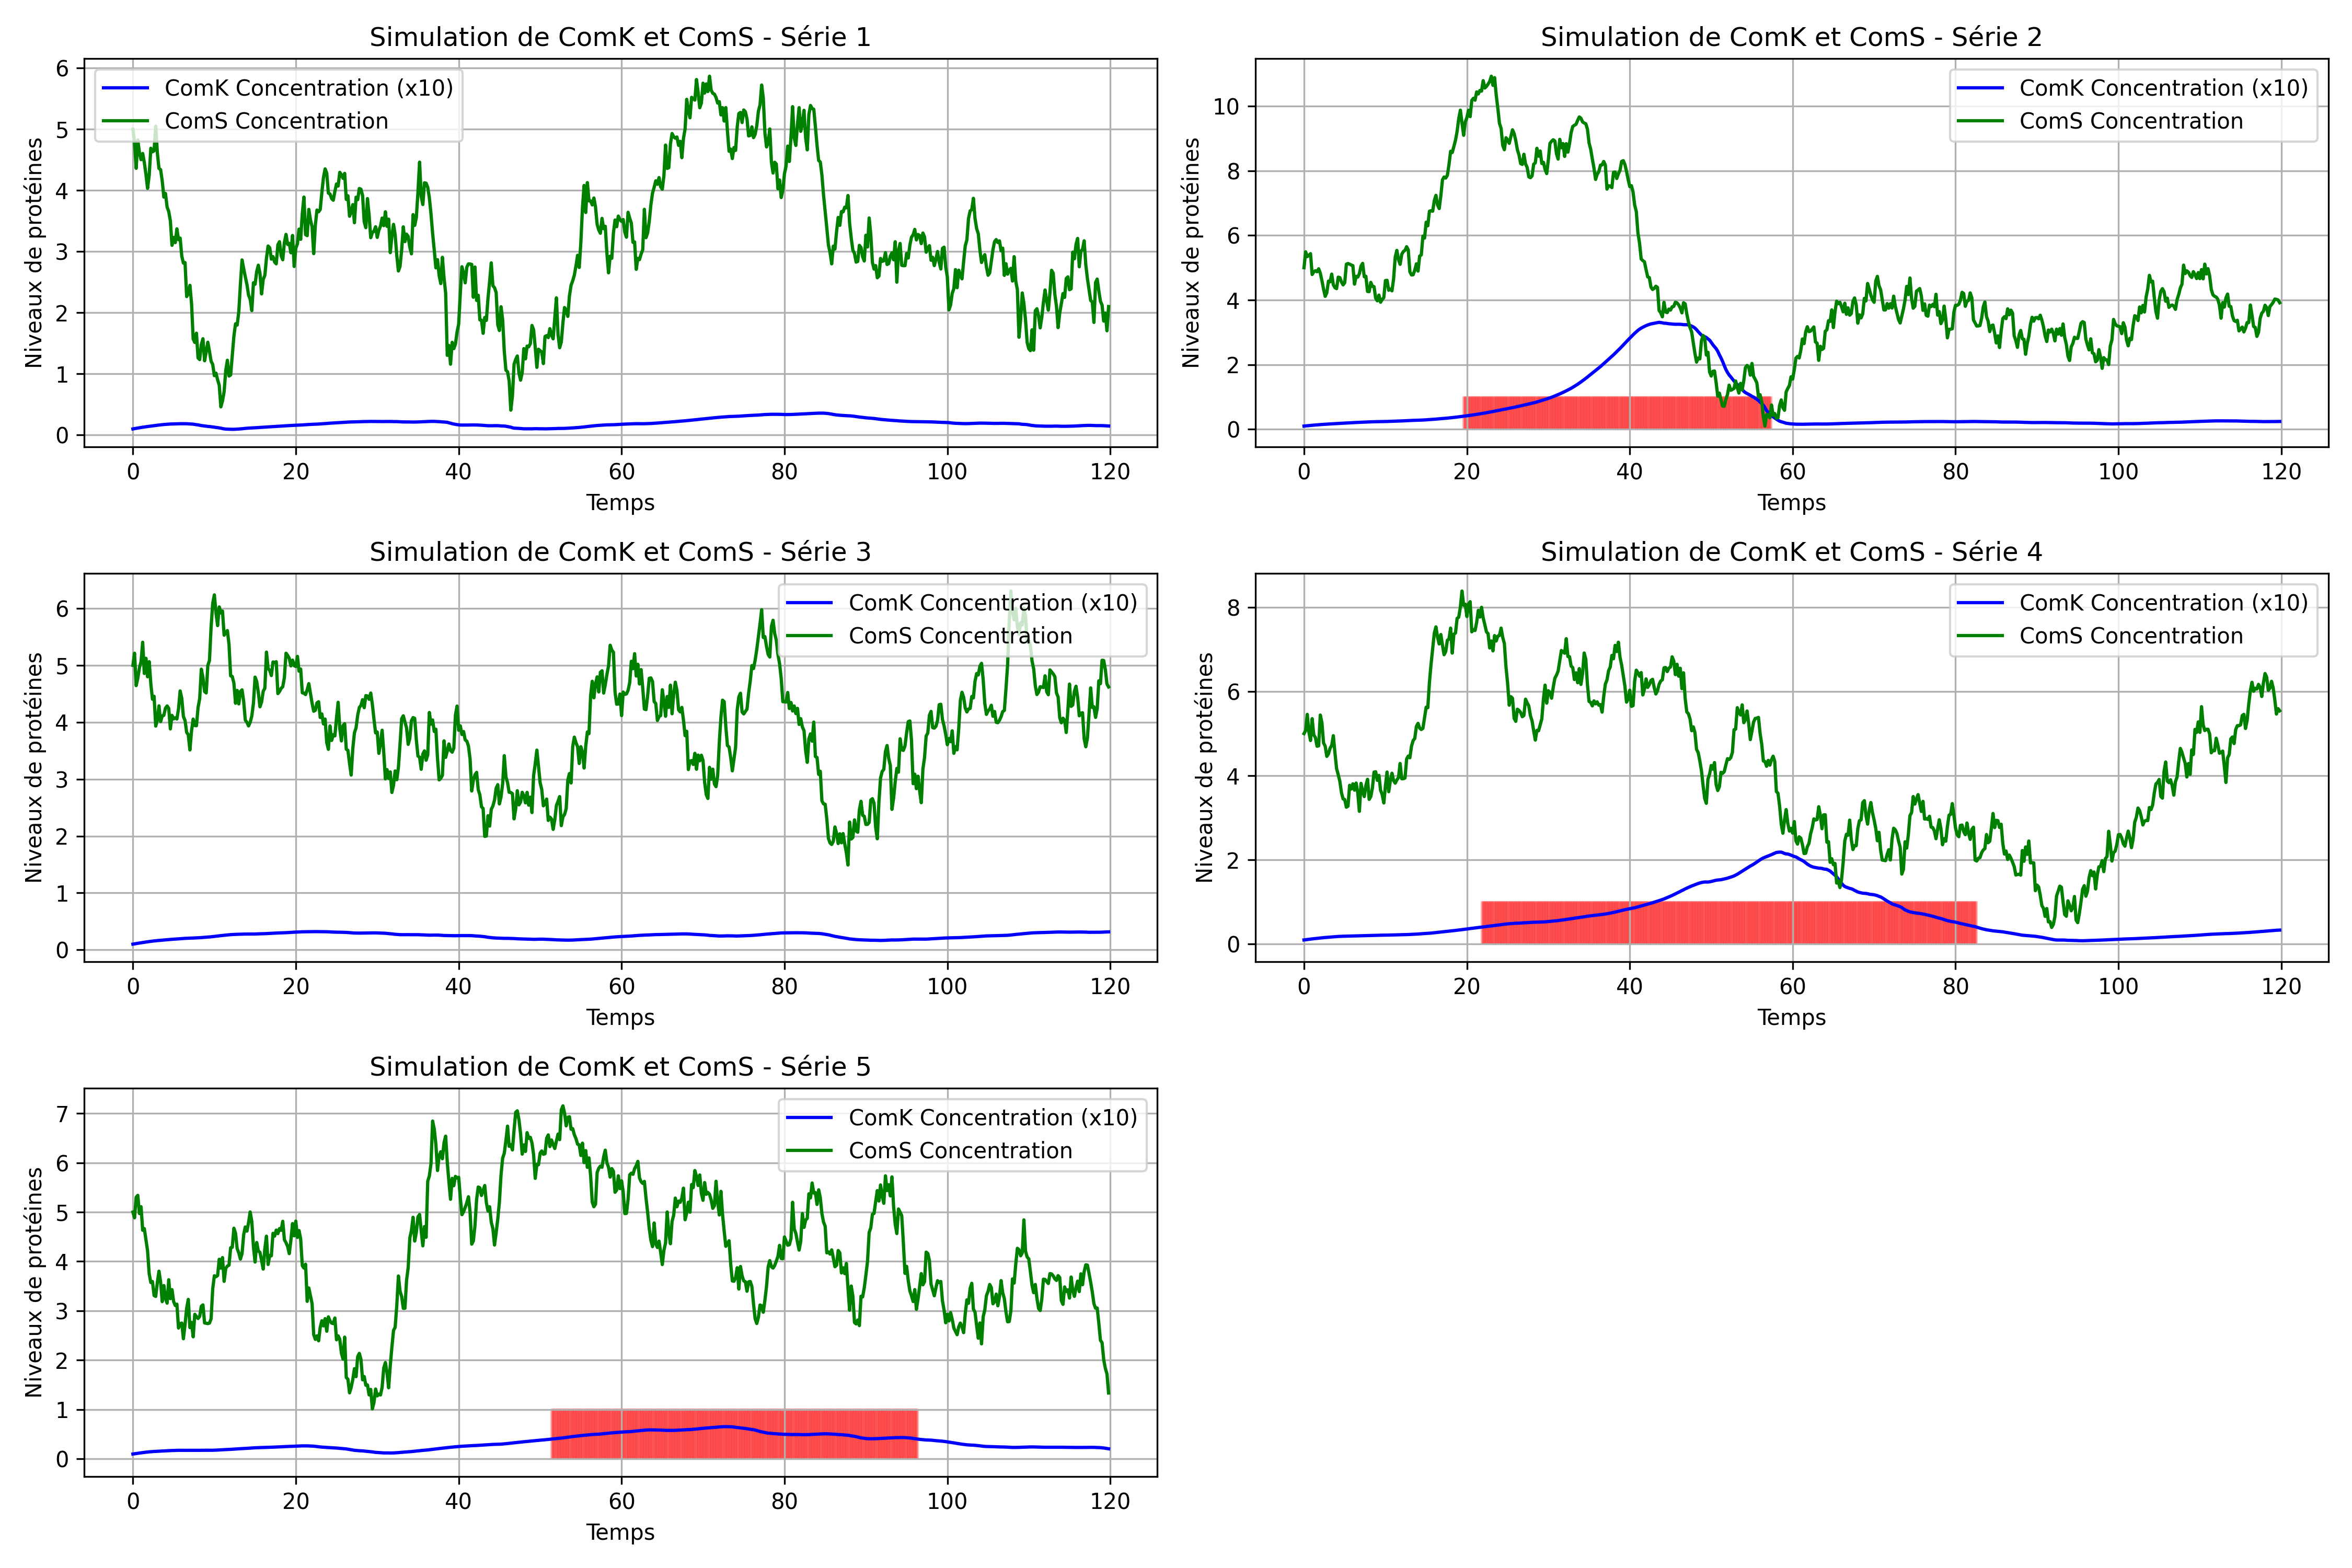 Simulation de ComK et ComS - Série 1
Niveaux de protéines
6
5
4
3
2
1
0
ComK Concentration (x10)
ComS Concentration
0 20 40 60 80 100 120
Temps
Simulation de ComK et ComS - Série 2
Niveaux de protéines
10
8
6
4
2
0
ComK Concentration (x10)
ComS Concentration
0 20 40 60 80 100 120
Temps
Simulation de ComK et ComS - Série 3
Niveaux de protéines
6
5
4
3
2
1
0
ComK Concentration (x10)
ComS Concentration
0 20 40 60 80 100 120
Temps
Simulation de ComK et ComS - Série 4
Niveaux de protéines
8
6
4
2
0
ComK Concentration (x10)
ComS Concentration
0 20 40 60 80 100 120
Temps
Simulation de ComK et ComS - Série 5
Niveaux de protéines
7
6
5
4
3
2
1
0
ComK Concentration (x10)
ComS Concentration
0 20 40 60 80 100 120
Temps